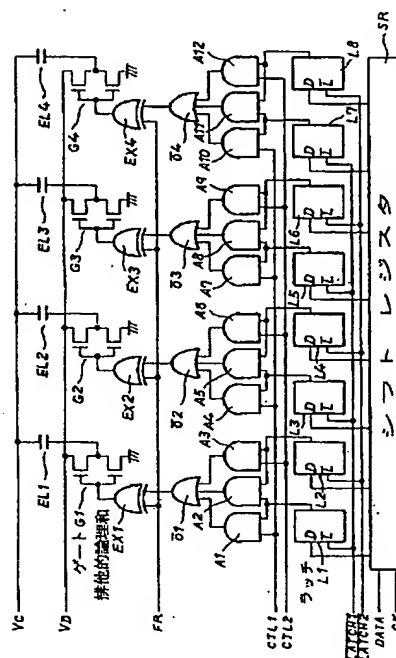 VC
EL1
EL2
EL3
EL4
VD
ゲート G1
G2
G3
G4
排他的論理和
EX1
EX2
EX3
EX4
FR
O1
O2
O3
O4
A1
A2
A3
A4
A5
A6
A7
A8
A9
A10
A11
A12
CTL1
CTL2
ラッチ
L1
L2
L3
L4
L5
L6
L7
L8
D
L
D
L
D
L
D
L
D
L
D
L
D
L
D
L
LATCH1
LATCH2
DATA
CK
シフトレジスタ
SR